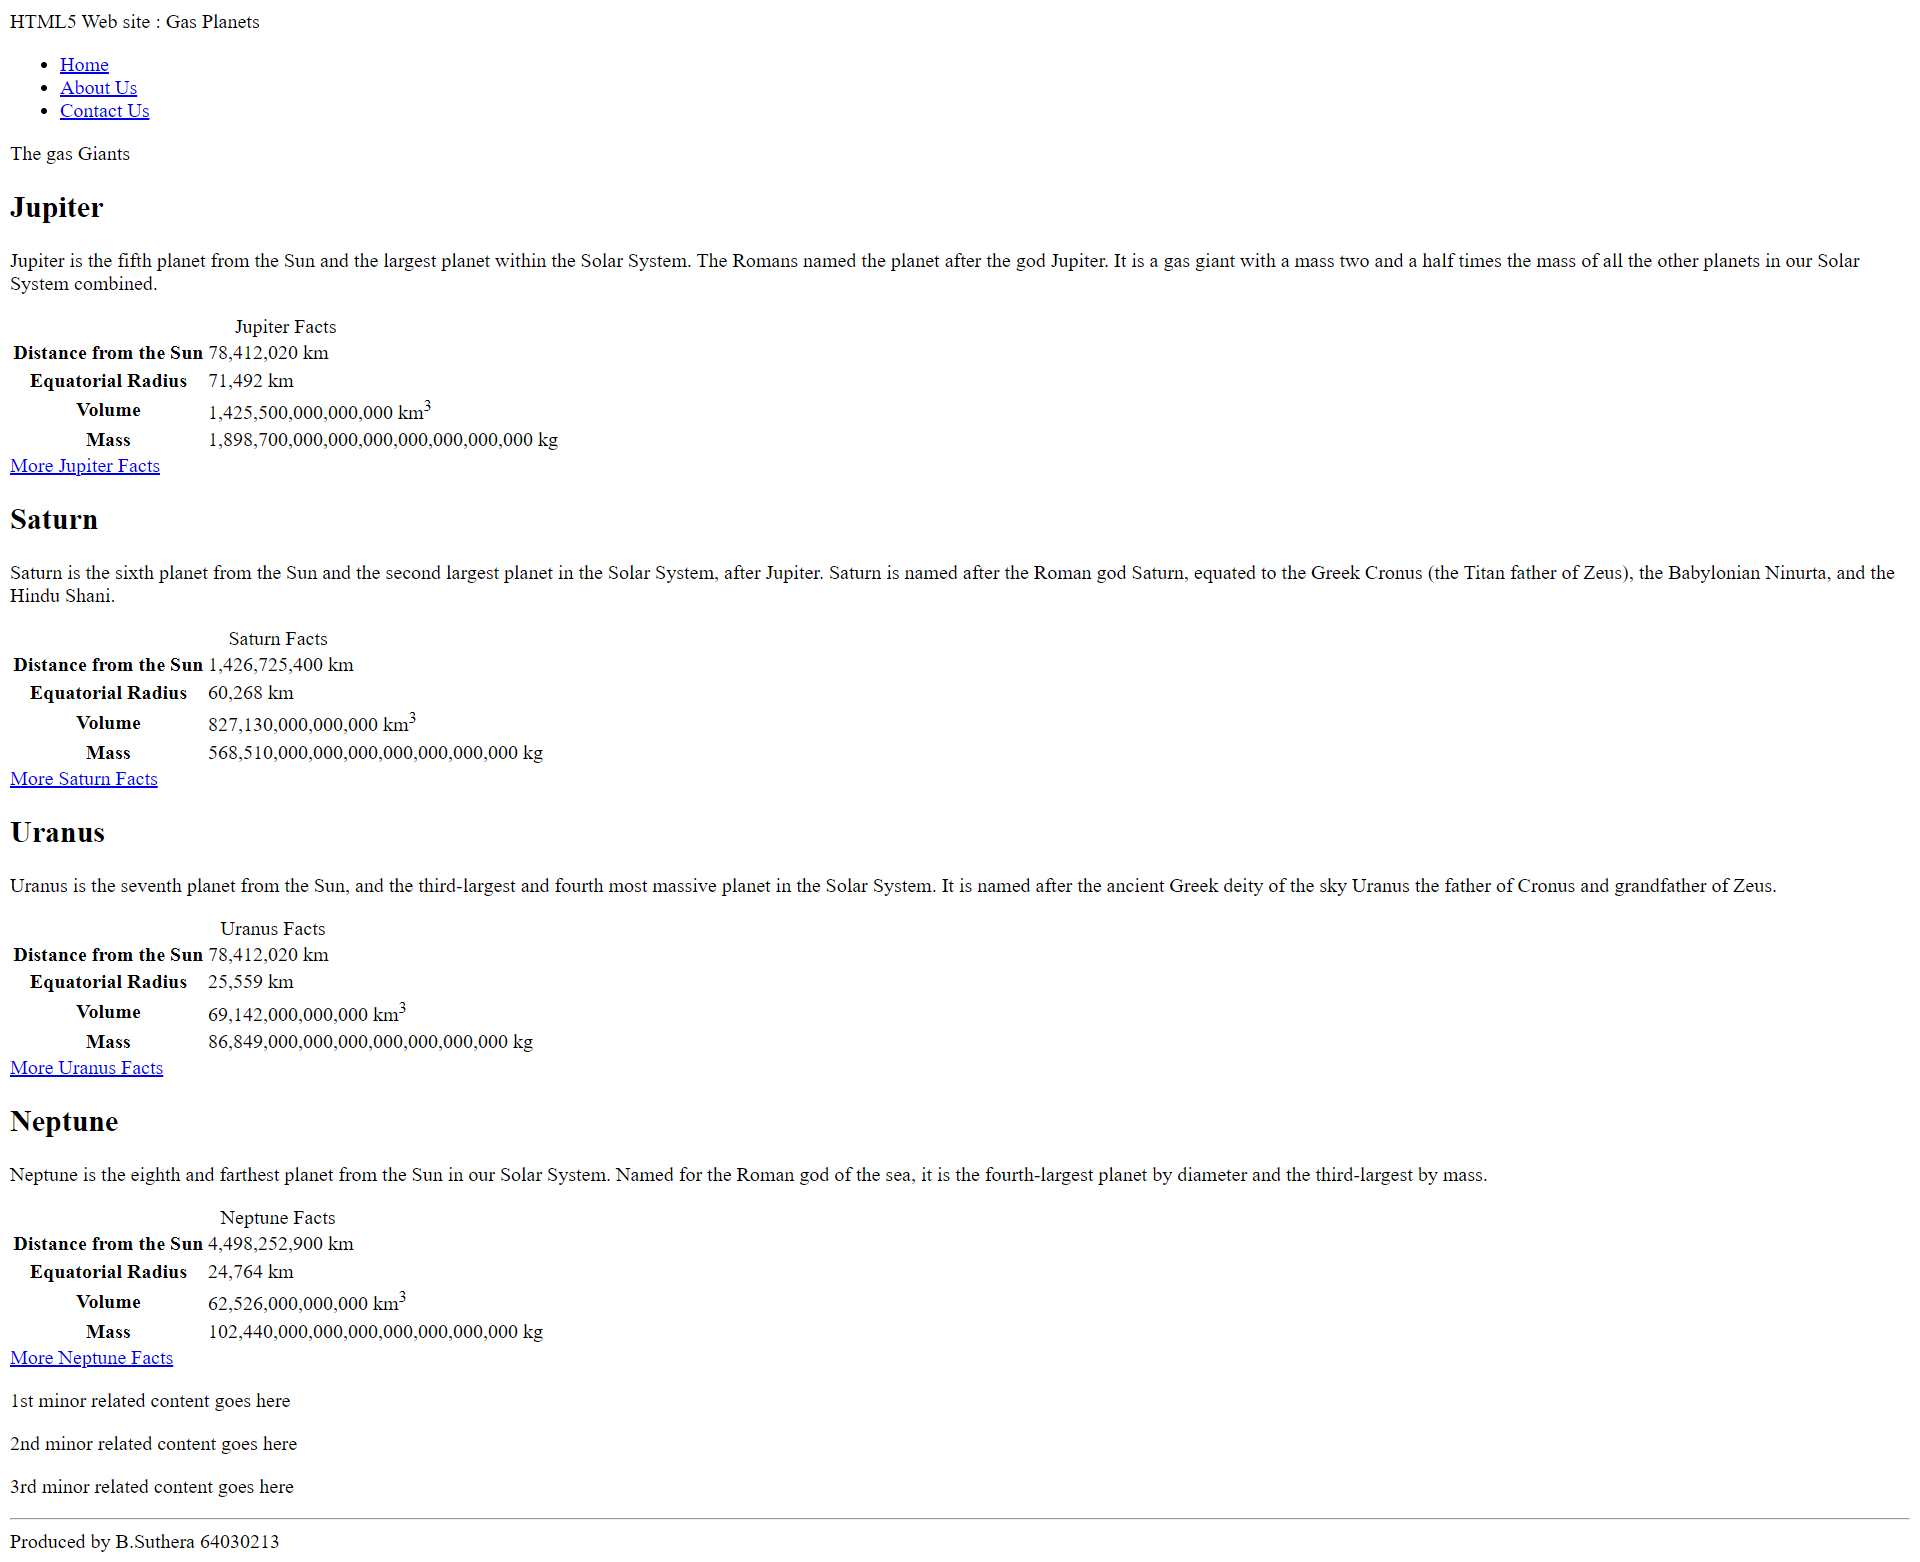 HTML5 Web site : Gas Planets
• Home
• About Us
• Contact Us
The gas Giants
Jupiter
Jupiter is the fifth planet from the Sun and the largest planet within the Solar System. The Romans named the planet after the god Jupiter. It is a gas giant with a mass two and a half times the mass of all the other planets in our Solar
System combined.
Jupiter Facts
Distance from the Sun 78,412,020 km
Equatorial Radius 71,492 km
Volume 1,425,500,000,000,000 km³
Mass 1,898,700,000,000,000,000,000,000,000 kg
More Jupiter Facts
Saturn
Saturn is the sixth planet from the Sun and the second largest planet in the Solar System, after Jupiter. Saturn is named after the Roman god Saturn, equated to the Greek Cronus (the Titan father of Zeus), the Babylonian Ninurta, and the
Hindu Shani.
Saturn Facts
Distance from the Sun 1,426,725,400 km
Equatorial Radius 60,268 km
Volume 827,130,000,000,000 km³
Mass 568,510,000,000,000,000,000,000,000 kg
More Saturn Facts
Uranus
Uranus is the seventh planet from the Sun, and the third-largest and fourth most massive planet in the Solar System. It is named after the ancient Greek deity of the sky Uranus the father of Cronus and grandfather of Zeus.
Uranus Facts
Distance from the Sun 78,412,020 km
Equatorial Radius 25,559 km
Volume 69,142,000,000,000 km³
Mass 86,849,000,000,000,000,000,000,000 kg
More Uranus Facts
Neptune
Neptune is the eighth and farthest planet from the Sun in our Solar System. Named for the Roman god of the sea, it is the fourth-largest planet by diameter and the third-largest by mass.
Neptune Facts
Distance from the Sun 4,498,252,900 km
Equatorial Radius 24,764 km
Volume 62,526,000,000,000 km³
Mass 102,440,000,000,000,000,000,000,000 kg
More Neptune Facts
1st minor related content goes here
2nd minor related content goes here
3rd minor related content goes here
Produced by B.Suthera 64030213